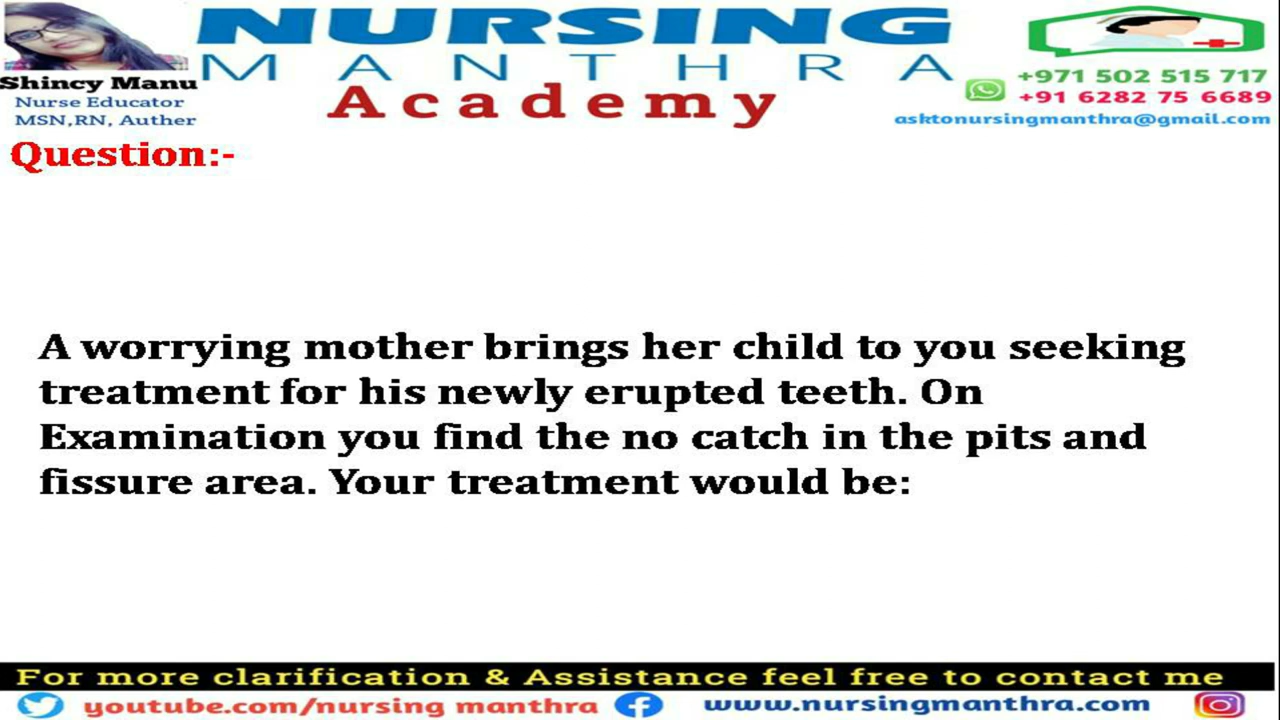 NURSING
MANTHRA
Academy
Shincy Manu
Nurse Educator
MSN,RN, Auther
+971 502 515 717
+91 6282 75 6689
asktonursingmanthra@gmail.com
Question:-
A worrying mother brings her child to you seeking
treatment for his newly erupted teeth. On
Examination you find the no catch in the pits and
fissure area. Your treatment would be:
For more clarification & Assistance feel free to contact me
youtube.com/nursing manthra
www.nursingmanthra.com